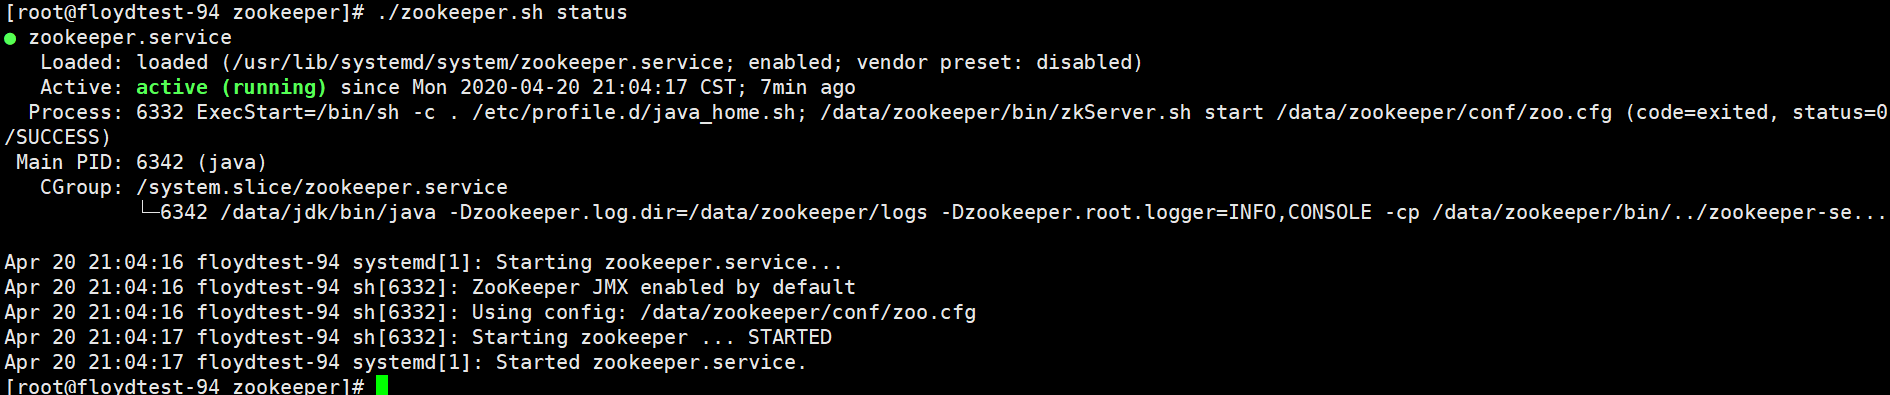 [root@floydtest-94 zookeeper]# ./zookeeper.sh status
● zookeeper.service
   Loaded: loaded (/usr/lib/systemd/system/zookeeper.service; enabled; vendor preset: disabled)
   Active: active (running) since Mon 2020-04-20 21:04:17 CST; 7min ago
  Process: 6332 ExecStart=/bin/sh -c . /etc/profile.d/java_home.sh; /data/zookeeper/bin/zkServer.sh start /data/zookeeper/conf/zoo.cfg (code=exited, status=0
/SUCCESS)
 Main PID: 6342 (java)
   CGroup: /system.slice/zookeeper.service
           └─6342 /data/jdk/bin/java -Dzookeeper.log.dir=/data/zookeeper/logs -Dzookeeper.root.logger=INFO,CONSOLE -cp /data/zookeeper/bin/../zookeeper-se...

Apr 20 21:04:16 floydtest-94 systemd[1]: Starting zookeeper.service...
Apr 20 21:04:16 floydtest-94 sh[6332]: ZooKeeper JMX enabled by default
Apr 20 21:04:16 floydtest-94 sh[6332]: Using config: /data/zookeeper/conf/zoo.cfg
Apr 20 21:04:17 floydtest-94 sh[6332]: Starting zookeeper ... STARTED
Apr 20 21:04:17 floydtest-94 systemd[1]: Started zookeeper.service.
[root@floydtest-94 zookeeper]#